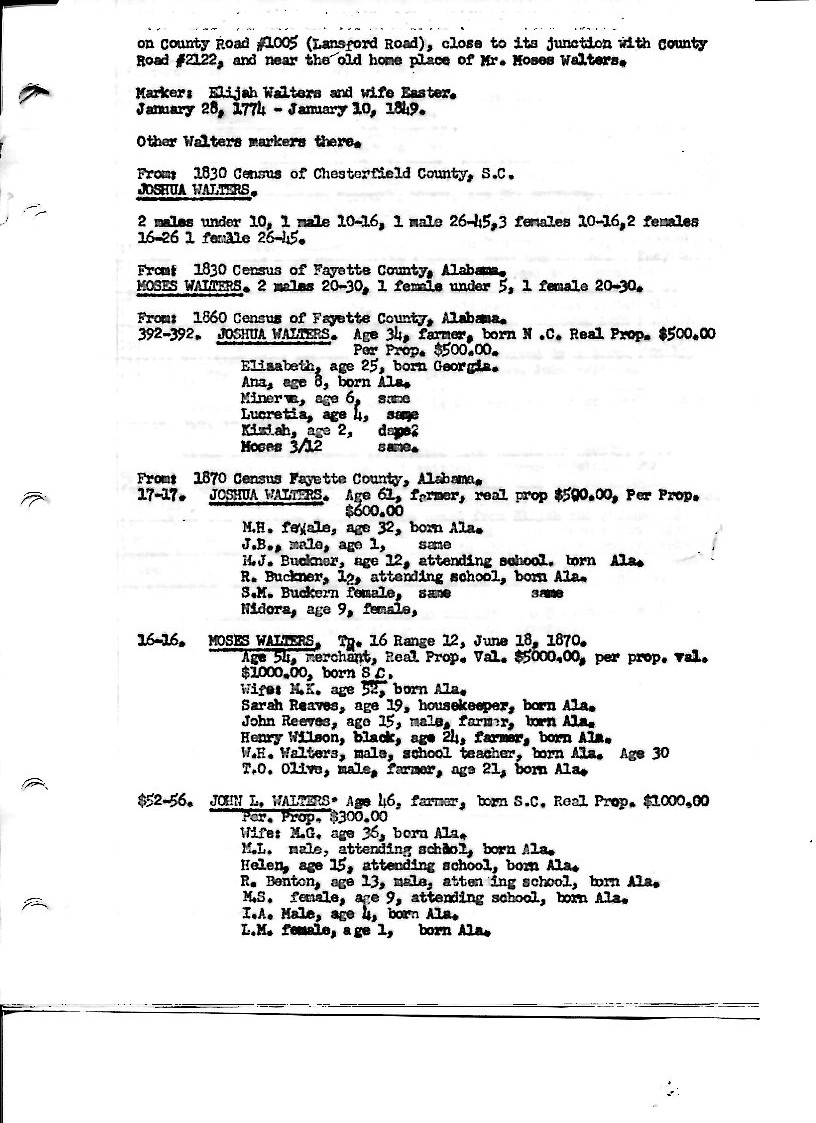 on County Road #1005 (Lansford Road), close to its junction with County
Road #2122, and near the old home place of Mr. Moses Walters.
Marker: Elijah Walters and wife Easter.
January 28, 1774 - January 10, 1849.
Other Walters markers there.
From: 1830 Census of Chesterfield County, S.C.
JOSHUA WALTERS.
2 males under 10, 1 male 10-16, 1 male 26-45,3 females 10-16,2 females
16-26 1 female 26-45.
From: 1830 Census of Fayette County, Alabama.
MOSES WALTERS. 2 males 20-30, 1 female under 5, 1 female 20-30.
From: 1860 Census of Fayette County, Alabama.
392-392. JOSHUA WALTERS. Age 34, farmer, born N .C. Real Prop. $500.00
Per Prop. $500.00.
Elizabeth, age 25, born Georgia.
Ana, age 8, born Ala.
Minerva, age 6, same
Lucretia, age 4, same
Kiziah, age 2,
Moses 3/12 same.
From: 1870 Census Fayette County, Alabama.
17-17. JOSHUA WALTERS. Age 61, farmer, real prop $500.00, Per Prop.
$600.00
M.H. female, age 32, born Ala.
J.B., male, age 1, same
M.J. Buckner, age 12, attending school. born Ala.
R. Buckner, 12, attending school, born Ala.
S.M. Buckern female, same same
Nidora, age 9, female,
16-16. MOSES WALTERS, Tp. 16 Range 12, June 18, 1870.
Age 54, merchant, Real Prop. Val. $5000.00, per prop. val.
$1000.00, born S C.
Wife: M.K. age 52, born Ala.
Sarah Reaves, age 19, housekeeper, born Ala.
John Reeves, age 15, male, farmer, born Ala.
Henry Wilson, black, age 24, farmer, born Ala.
W.H. Walters, male, school teacher, born Ala. Age 30
T.O. Olive, male, farmer, age 21, born Ala.
$52-56. JOHN L. WALTERS. Age 46, farmer, born S.C. Real Prop. $1000.00
Per. Prop. $300.00
Wife: M.G. age 36, born Ala.
M.L. male, attending school, born Ala.
Helen, age 15, attending school, born Ala.
R. Benton, age 13, male, attending school, born Ala.
M.S. female, age 9, attending school, born Ala.
I.A. Male, age 4, born Ala.
L.M. female, age 1, born Ala.